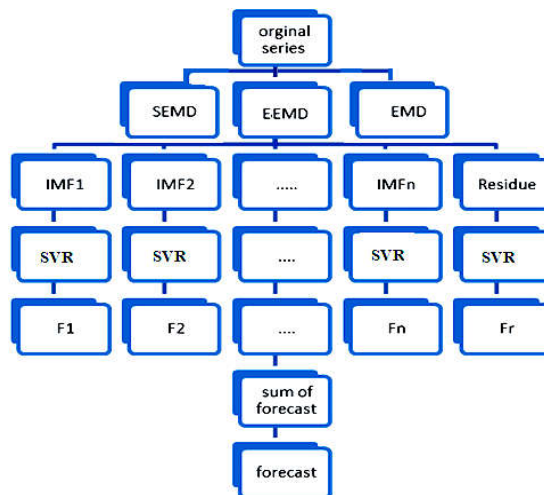 orginal
series
SEMD
EEMD
EMD
IMF1
IMF2
.....
IMFn
Residue
SVR
SVR
....
SVR
SVR
F1
F2
....
Fn
Fr
sum of
forecast
forecast